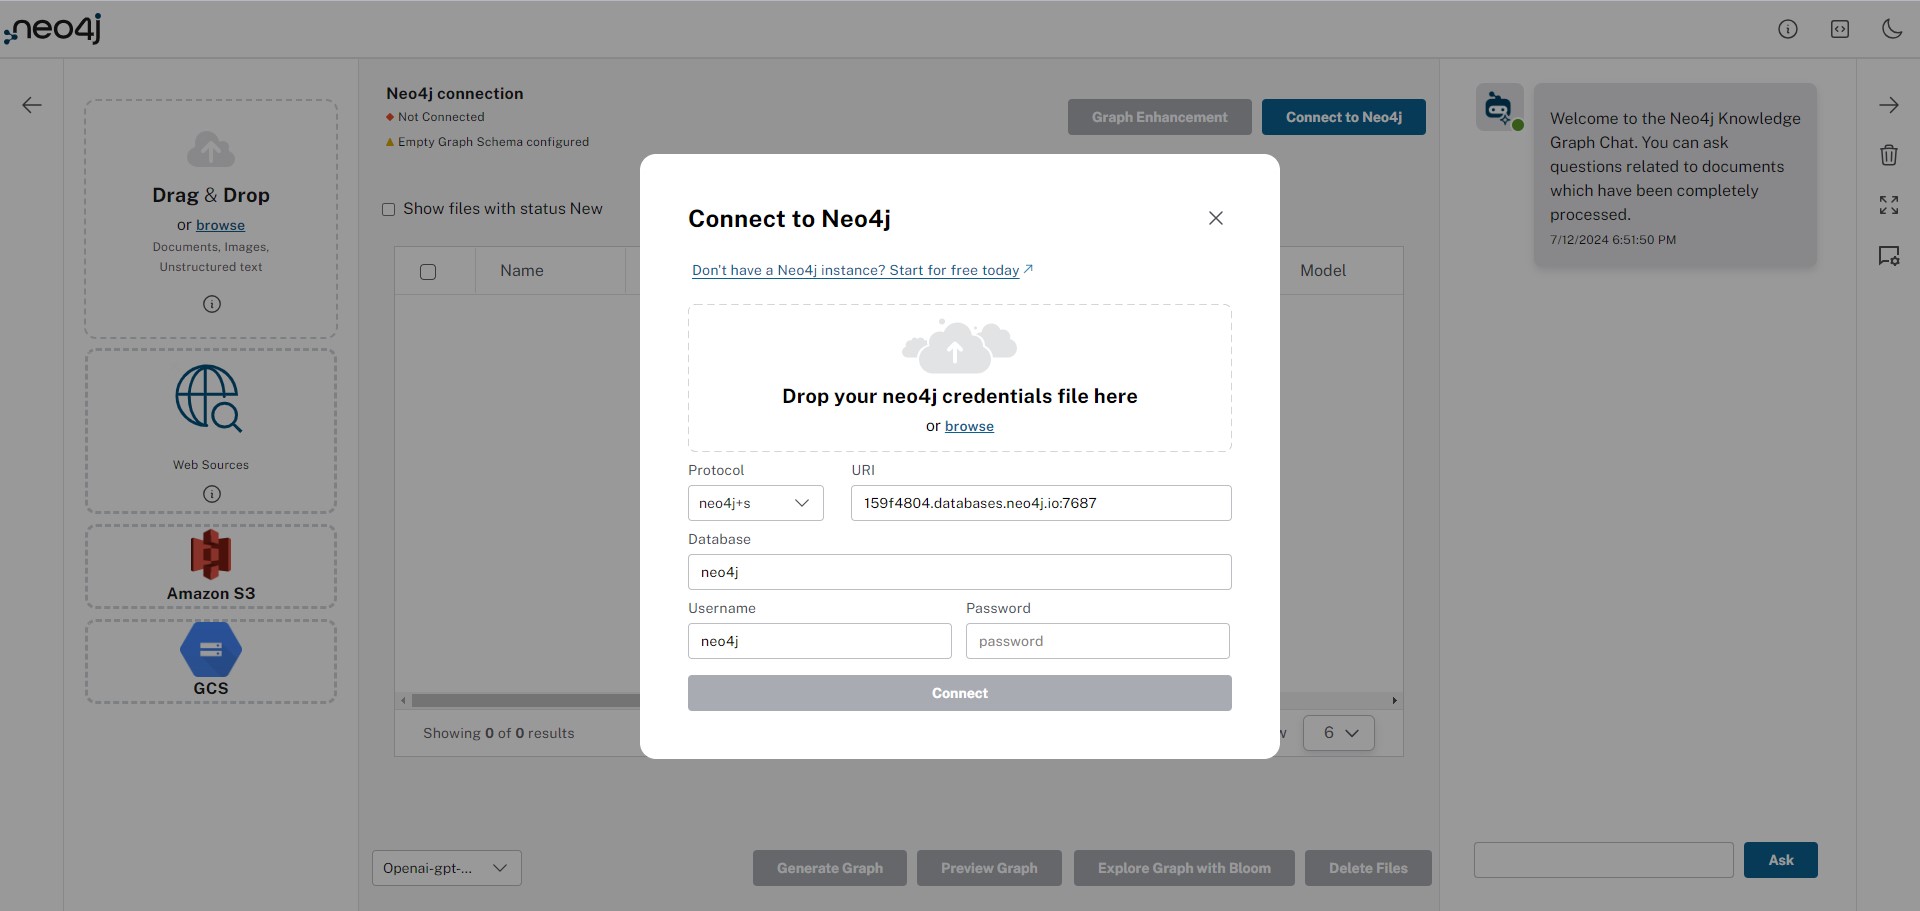 neo4j
Neo4j connection
Not Connected
Empty Graph Schema configured
Graph Enhancement
Connect to Neo4j
Drag & Drop
or browse
Documents, Images,
Unstructured text
Web Sources
Amazon S3
GCS
Show files with status New
Name
Model
Showing 0 of 0 results
6
Connect to Neo4j
Don't have a Neo4j instance? Start for free today
Drop your neo4j credentials file here
or browse
Protocol
URI
neo4j+s
159f4804.databases.neo4j.io:7687
Database
neo4j
Username
Password
neo4j
password
Connect
Openai-gpt-...
Generate Graph
Preview Graph
Explore Graph with Bloom
Delete Files
Welcome to the Neo4j Knowledge
Graph Chat. You can ask
questions related to documents
which have been completely
processed.
7/12/2024 6:51:50 PM
Ask